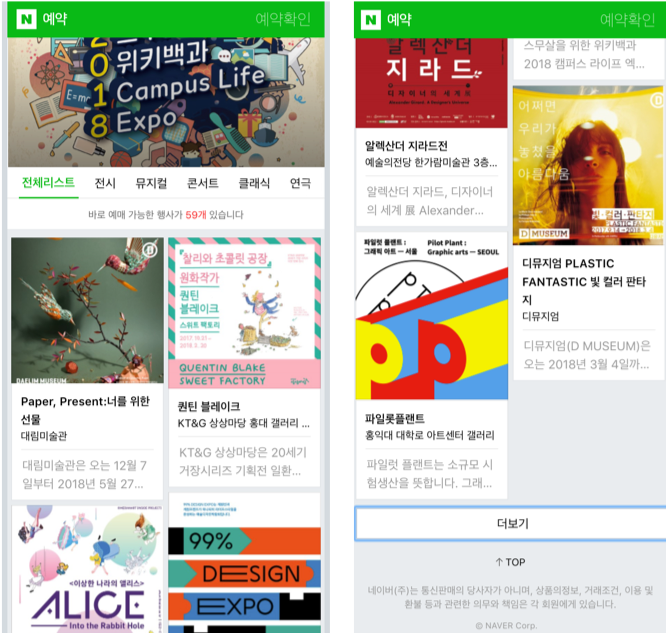 N 예약
예약확인
2018
위키백과
Campus Life
Expo
전체리스트 전시 뮤지컬 콘서트 클래식 연극
바로 예매 가능한 행사가 59개 있습니다
DAELIM MUSEUM
Paper, Present:너를 위한
선물
대림미술관
대림미술관은 오는 12월 7
일부터 2018년 5월 27...
찰리와 초콜릿 공장
원화작가
퀀틴
블레이크
스위트 팩토리
2017. 10.21-
2018. 2. 20.
QUENTIN BLAKE
SWEET FACTORY
퀀틴 블레이크
KT&G 상상마당 홍대 갤러리 ...
KT&G 상상마당은 20세기
거장시리즈 기획전 일환...
<이상한 나라의 앨리스>
ALICE
Into the Rabbit Hole
99%
DESIGN
EXPO
N 예약
예약확인
알렉산더
지라드
디자이너의 세계
알렉산더 지라드전
예술의전당 한가람미술관 3층...
알렉산더 지라드, 디자이너
의 세계 展 Alexander...
파일럿 플랜트 :
그래픽 아트 — 서울
Pilot Plant :
Graphic arts — SEOUL
파일롯플랜트
홍익대 대학로 아트센터 갤러리
파일럿 플랜트는 소규모 시
험생산을 뜻합니다. 그래...
스무살을 위한 위키백과
2018 캠퍼스 라이프 엑...
어쩌면
우리가
놓쳤을
아름다움
빛·컬러·판타지
PLASTIC FANTASTIC
D MUSEUM
디뮤지엄 PLASTIC
FANTASTIC 빛 컬러 판타
지
디뮤지엄
디뮤지엄(D MUSEUM)은
오는 2018년 3월 4일까...
더보기
↑ TOP
네이버(주)는 통신판매의 당사자가 아니며, 상품의정보, 거래조건, 이용 및
환불 등과 관련한 의무와 책임은 각 회원에게 있습니다.
© NAVER Corp.